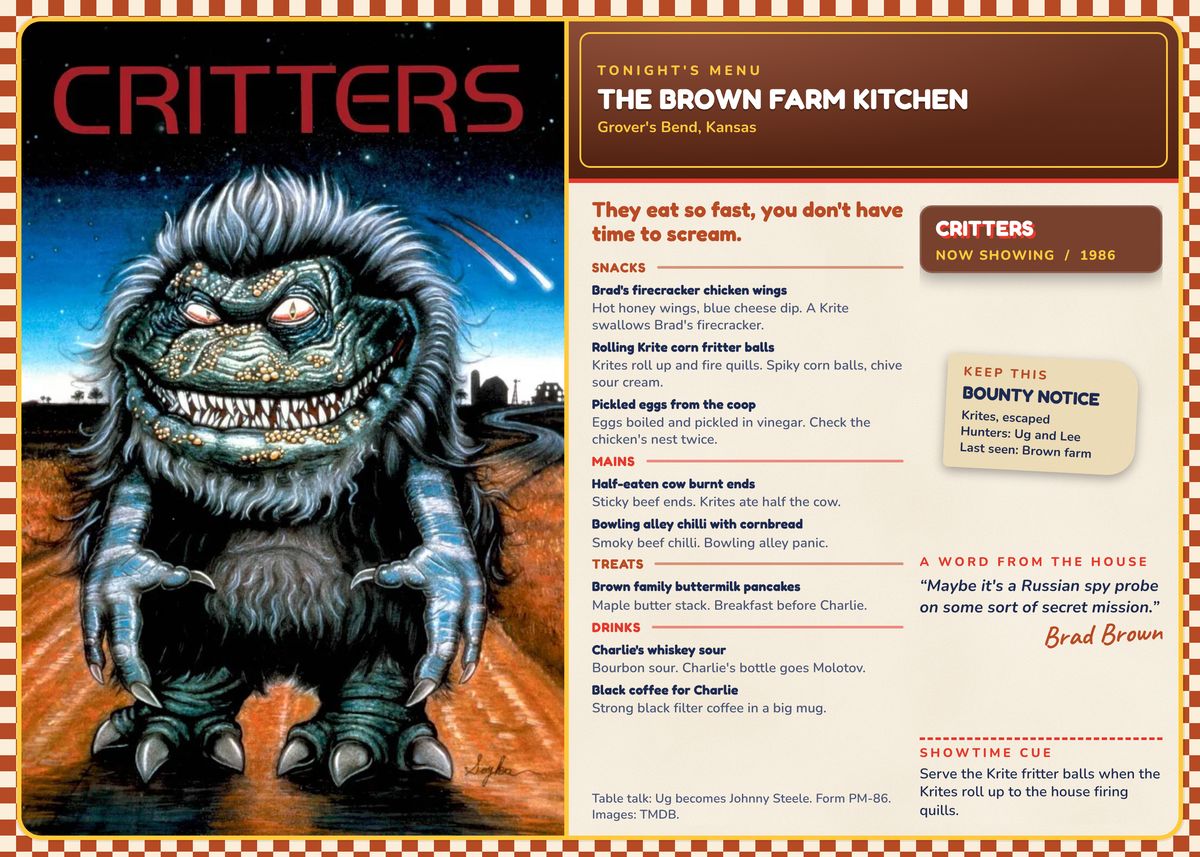 CRITTERS
TONIGHT'S MENU
THE BROWN FARM KITCHEN
Grover's Bend, Kansas
They eat so fast, you don't have
time to scream.
SNACKS
Brad's firecracker chicken wings
Hot honey wings, blue cheese dip. A Krite
swallows Brad's firecracker.
Rolling Krite corn fritter balls
Krites roll up and fire quills. Spiky corn balls, chive
sour cream.
Pickled eggs from the coop
Eggs boiled and pickled in vinegar. Check the
chicken's nest twice.
MAINS
Half-eaten cow burnt ends
Sticky beef ends. Krites ate half the cow.
Bowling alley chilli with cornbread
Smoky beef chilli. Bowling alley panic.
TREATS
Brown family buttermilk pancakes
Maple butter stack. Breakfast before Charlie.
DRINKS
Charlie's whiskey sour
Bourbon sour. Charlie's bottle goes Molotov.
Black coffee for Charlie
Strong black filter coffee in a big mug.
Table talk: Ug becomes Johnny Steele. Form PM-86.
Images: TMDB.
CRITTERS
NOW SHOWING / 1986
KEEP THIS
BOUNTY NOTICE
Krites, escaped
Hunters: Ug and Lee
Last seen: Brown farm
A WORD FROM THE HOUSE
“Maybe it's a Russian spy probe
on some sort of secret mission.”
Brad Brown
SHOWTIME CUE
Serve the Krite fritter balls when the
Krites roll up to the house firing
quills.